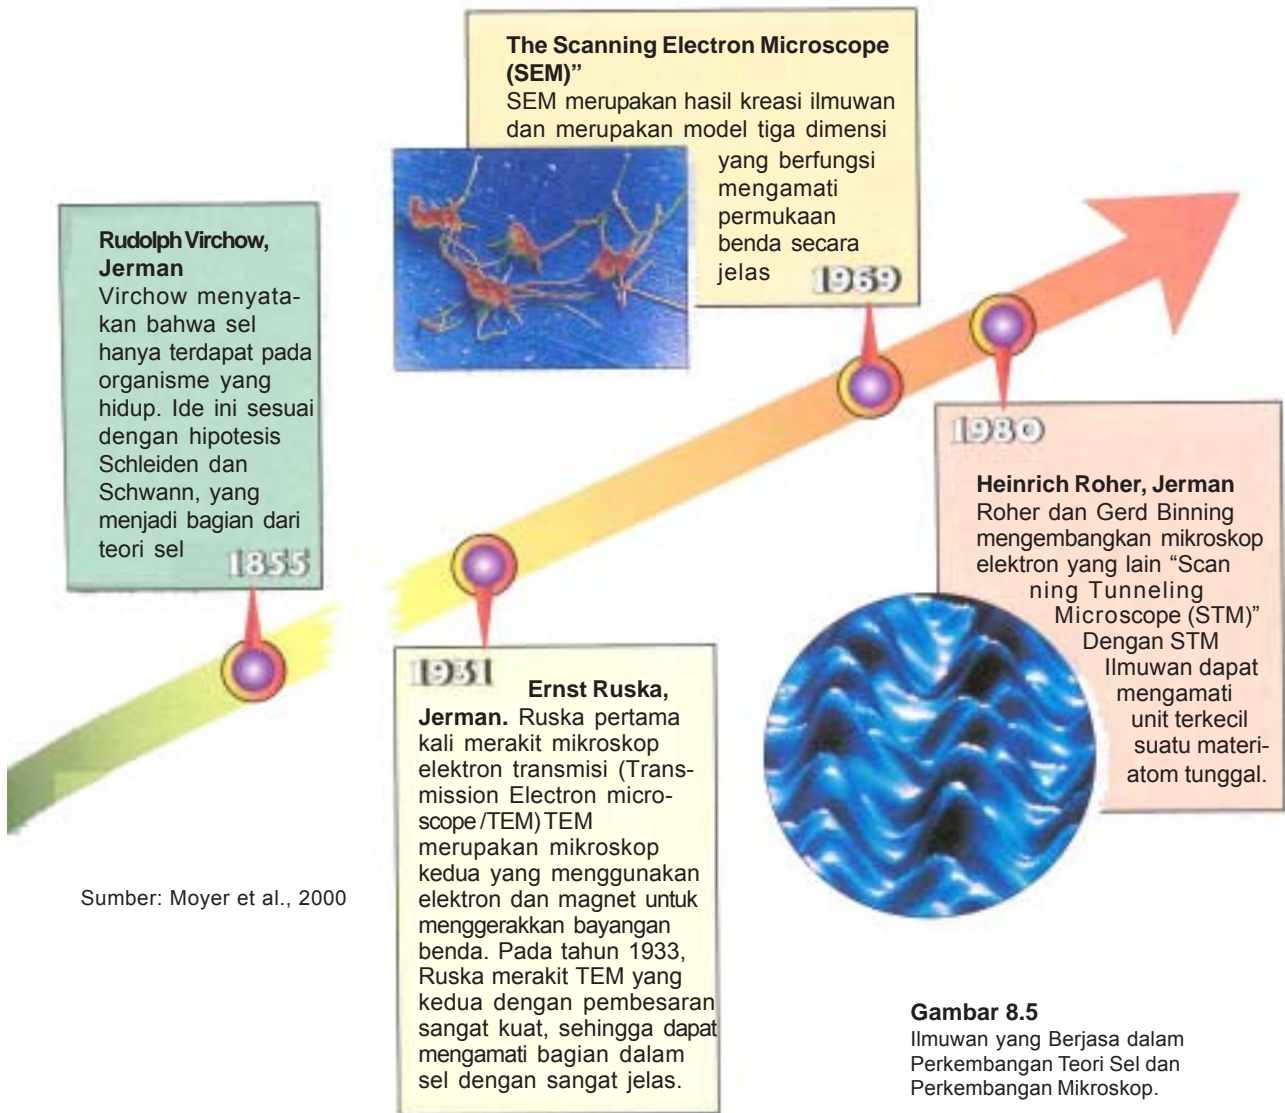 The Scanning Electron Microscope
(SEM)”
SEM merupakan hasil kreasi ilmuwan
dan merupakan model tiga dimensi
yang berfungsi
mengamati
permukaan
benda secara
jelas
1969
Rudolph Virchow,
Jerman
Virchow menyata-
kan bahwa sel
hanya terdapat pada
organisme yang
hidup. Ide ini sesuai
dengan hipotesis
Schleiden dan
Schwann, yang
menjadi bagian dari
teori sel
1855
1980
Heinrich Roher, Jerman
Roher dan Gerd Binning
mengembangkan mikroskop
elektron yang lain “Scan
ning Tunneling
Microscope (STM)”
Dengan STM
Ilmuwan dapat
mengamati
unit terkecil
suatu materi-
atom tunggal.
1931
Ernst Ruska,
Jerman. Ruska pertama
kali merakit mikroskop
elektron transmisi (Trans-
mission Electron micro-
scope /TEM) TEM
merupakan mikroskop
kedua yang menggunakan
elektron dan magnet untuk
menggerakkan bayangan
benda. Pada tahun 1933,
Ruska merakit TEM yang
kedua dengan pembesaran
sangat kuat, sehingga dapat
mengamati bagian dalam
sel dengan sangat jelas.
Sumber: Moyer et al., 2000
Gambar 8.5
Ilmuwan yang Berjasa dalam
Perkembangan Teori Sel dan
Perkembangan Mikroskop.